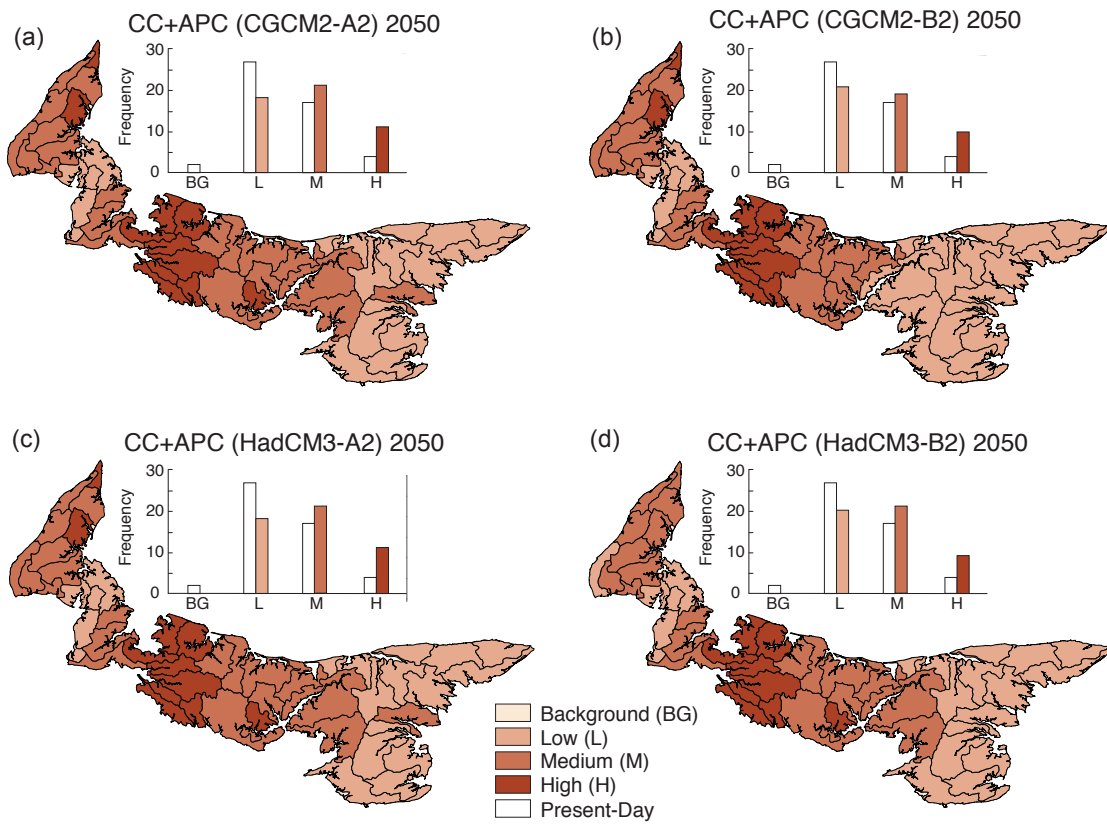 (a) CC+APC (CGCM2-A2) 2050
Frequency
30
20
10
0
BG L M H
(b) CC+APC (CGCM2-B2) 2050
Frequency
30
20
10
0
BG L M H
(c) CC+APC (HadCM3-A2) 2050
Frequency
30
20
10
0
BG L M H
(d) CC+APC (HadCM3-B2) 2050
Frequency
30
20
10
0
BG L M H
Background (BG)
Low (L)
Medium (M)
High (H)
Present-Day